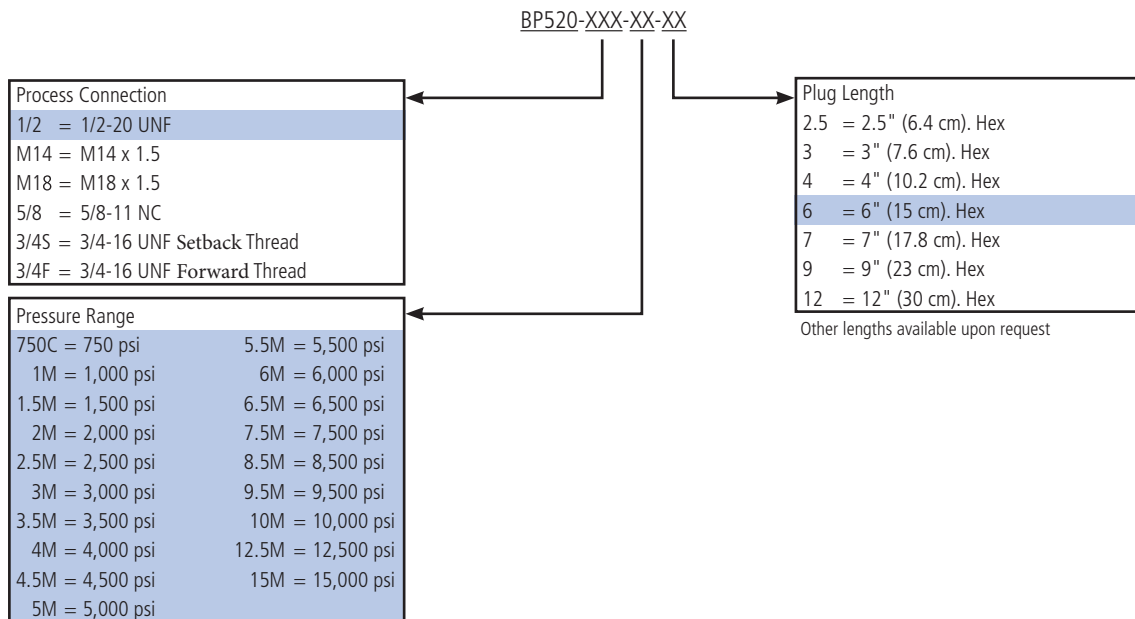 BP520-XXX-XX-XX
Process Connection
1/2 = 1/2-20 UNF
M14 = M14 x 1.5
M18 = M18 x 1.5
5/8 = 5/8-11 NC
3/4S = 3/4-16 UNF Setback Thread
3/4F = 3/4-16 UNF Forward Thread
Pressure Range
750C = 750 psi 5.5M = 5,500 psi
1M = 1,000 psi 6M = 6,000 psi
1.5M = 1,500 psi 6.5M = 6,500 psi
2M = 2,000 psi 7.5M = 7,500 psi
2.5M = 2,500 psi 8.5M = 8,500 psi
3M = 3,000 psi 9.5M = 9,500 psi
3.5M = 3,500 psi 10M = 10,000 psi
4M = 4,000 psi 12.5M = 12,500 psi
4.5M = 4,500 psi 15M = 15,000 psi
5M = 5,000 psi
Plug Length
2.5 = 2.5" (6.4 cm). Hex
3 = 3" (7.6 cm). Hex
4 = 4" (10.2 cm). Hex
6 = 6" (15 cm). Hex
7 = 7" (17.8 cm). Hex
9 = 9" (23 cm). Hex
12 = 12" (30 cm). Hex
Other lengths available upon request